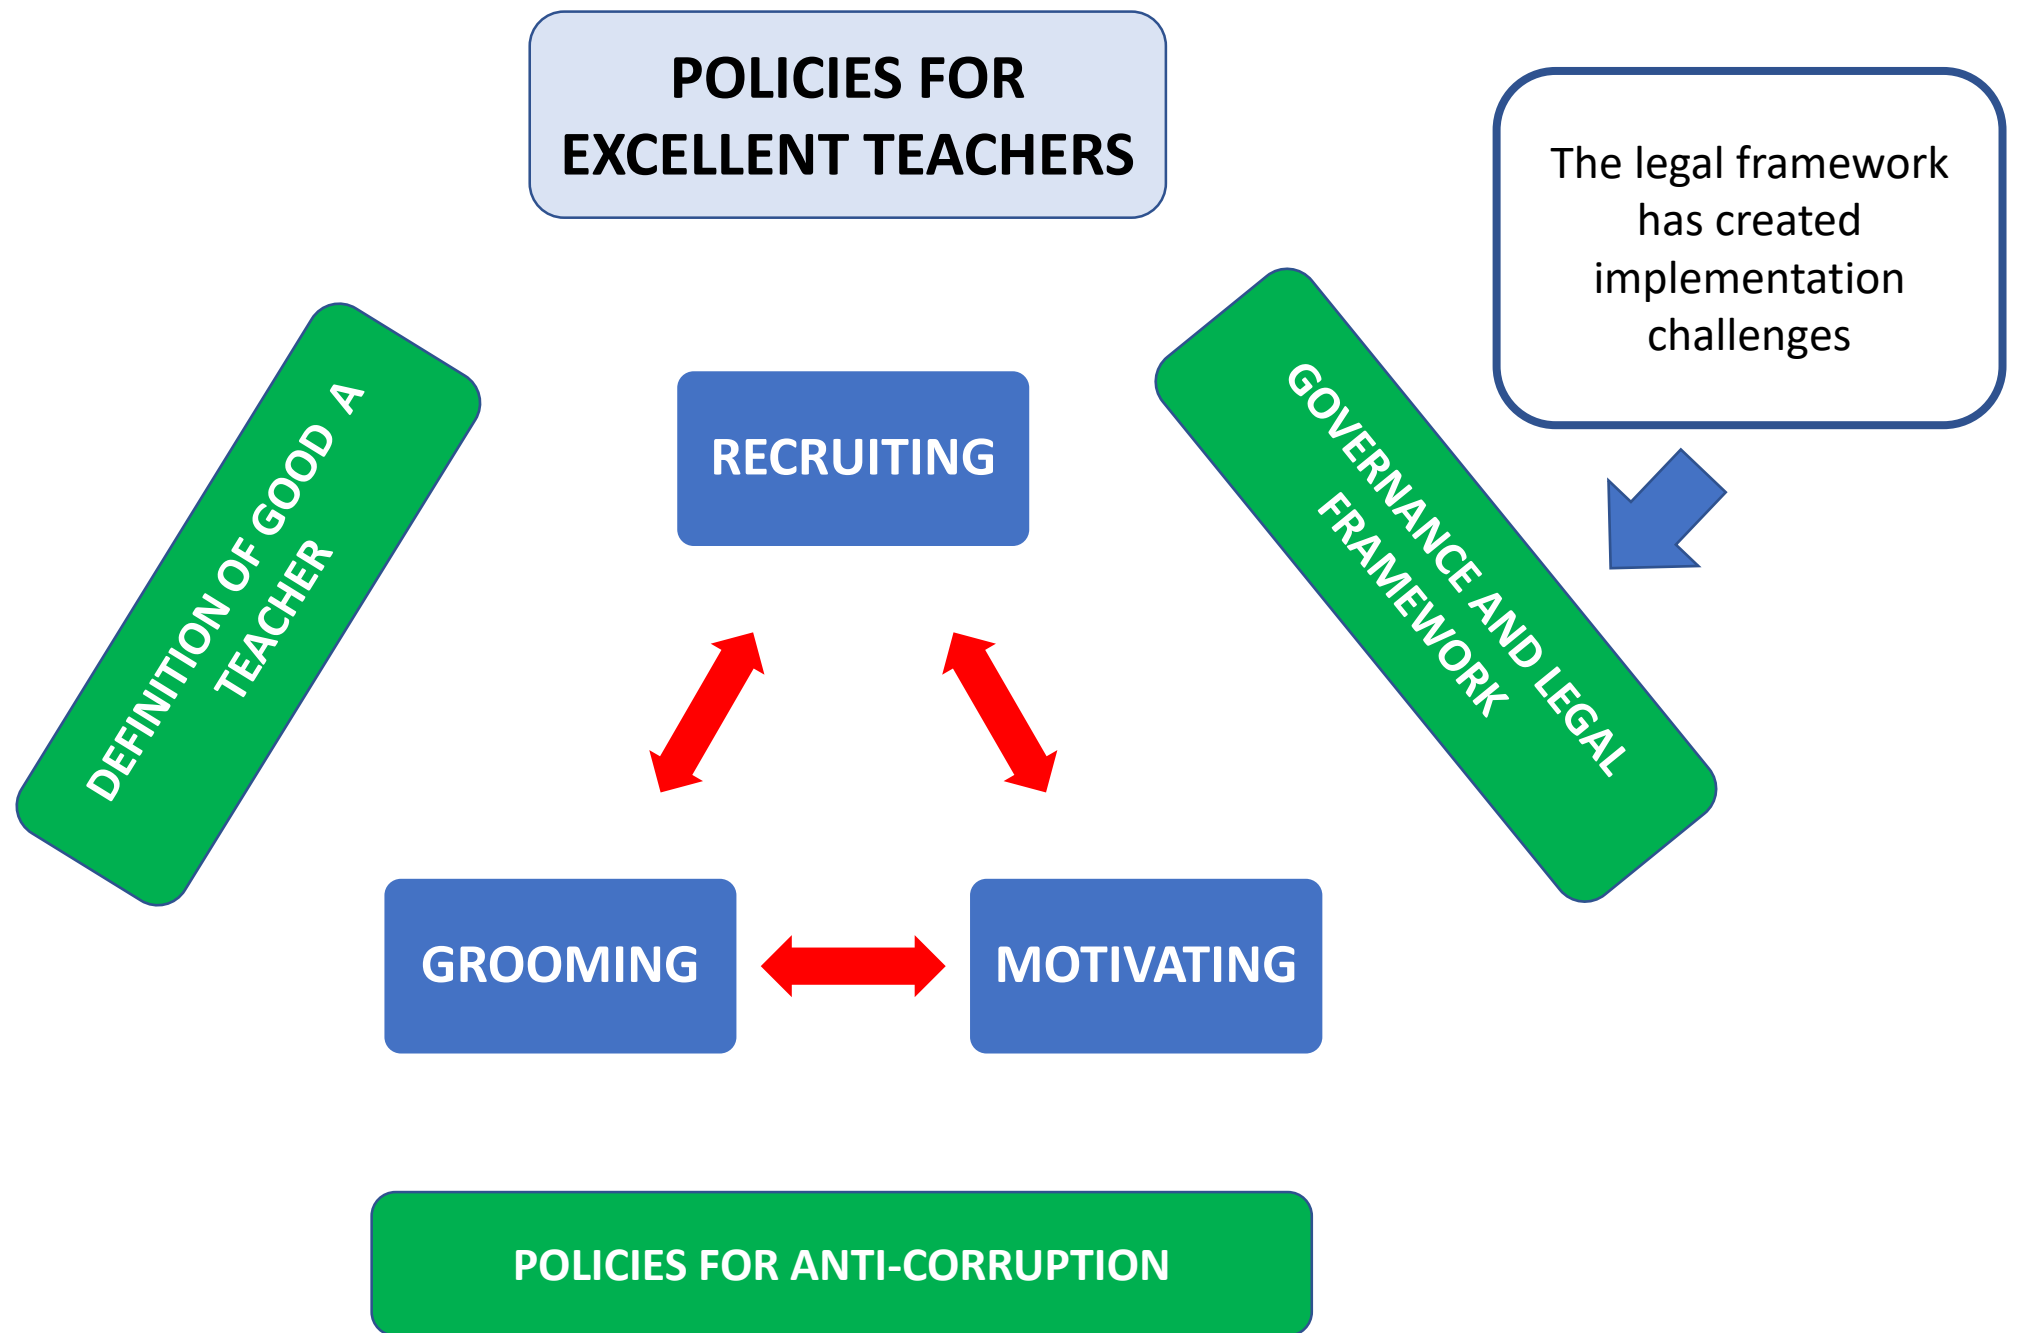 POLICIES FOR
EXCELLENT TEACHERS
The legal framework
has created
implementation
challenges
DEFINITION OF GOOD  A
TEACHER
RECRUITING
GOVERNANCE AND LEGAL
FRAMEWORK
GROOMING
MOTIVATING
POLICIES FOR ANTI-CORRUPTION